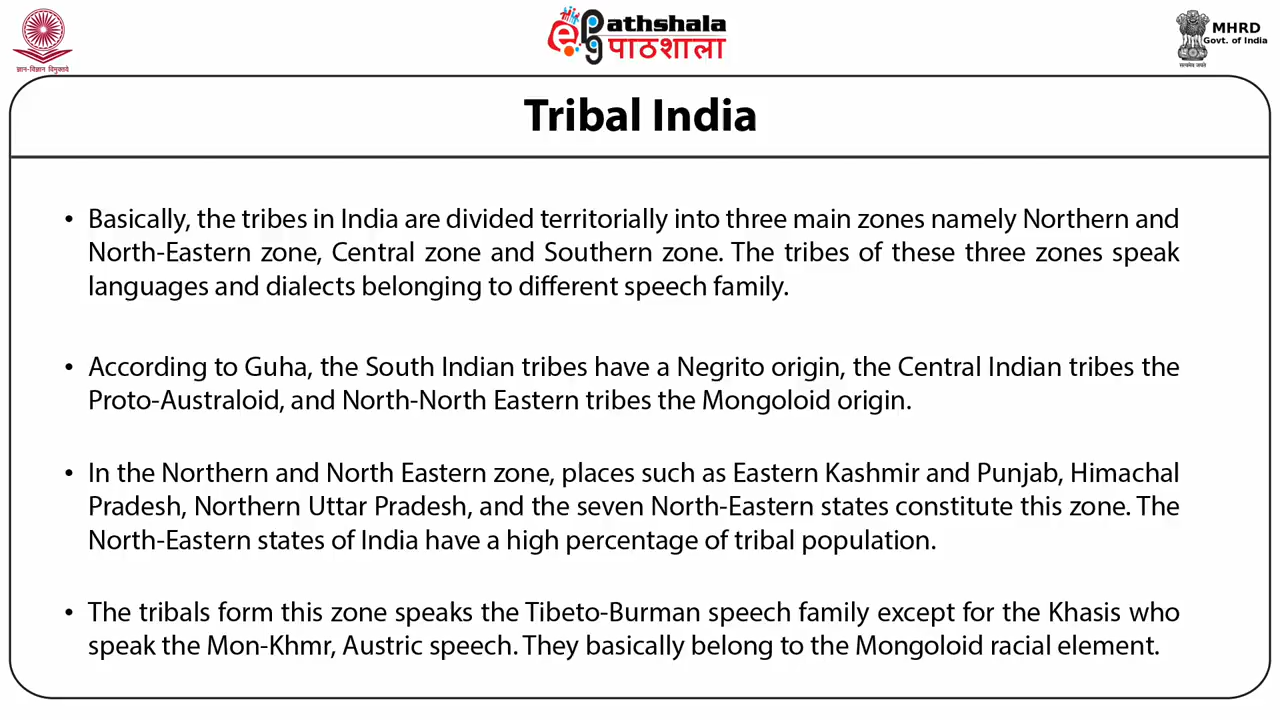 ज्ञान-विज्ञान विमुक्तये
ePathshala
पाठशाला
MHRD
Govt. of India
सत्यमेव जयते
Tribal India
• Basically, the tribes in India are divided territorially into three main zones namely Northern and
North-Eastern zone, Central zone and Southern zone. The tribes of these three zones speak
languages and dialects belonging to different speech family.
• According to Guha, the South Indian tribes have a Negrito origin, the Central Indian tribes the
Proto-Australoid, and North-North Eastern tribes the Mongoloid origin.
• In the Northern and North Eastern zone, places such as Eastern Kashmir and Punjab, Himachal
Pradesh, Northern Uttar Pradesh, and the seven North-Eastern states constitute this zone. The
North-Eastern states of India have a high percentage of tribal population.
• The tribals form this zone speaks the Tibeto-Burman speech family except for the Khasis who
speak the Mon-Khmr, Austric speech. They basically belong to the Mongoloid racial element.